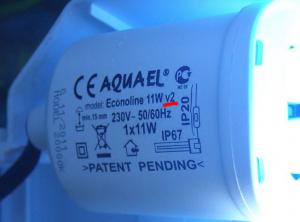 CE AQUAEL®
model: Econoline 11W v2
min.15 mm 230V~ 50/60Hz
1x11W
IP20
IP67
>PATENT PENDING<